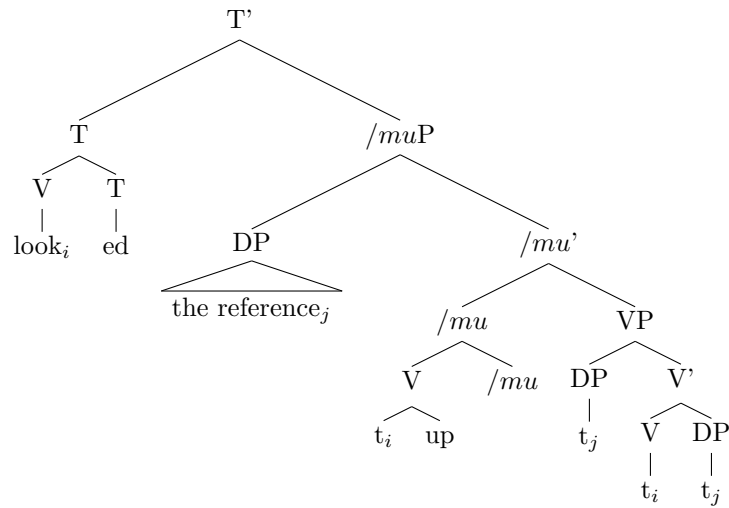 T’
T /muP
V T
look_i ed DP /mu’
the reference_j
/mu VP
V /mu DP V’
t_i up t_j V DP
t_i t_j